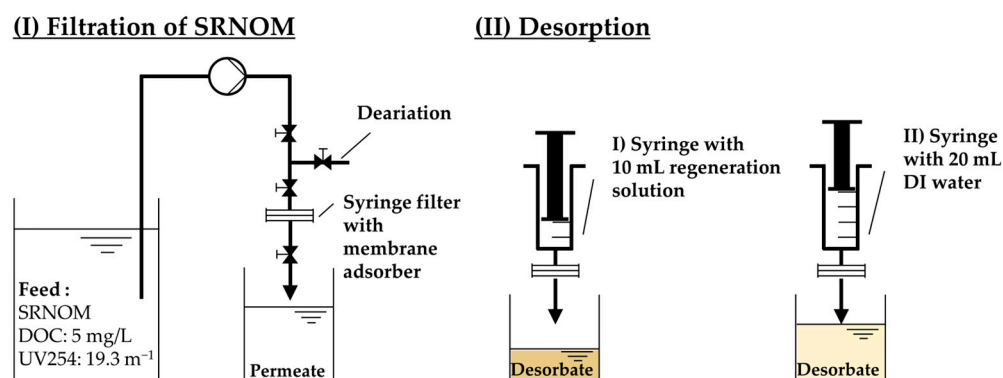 (I) Filtration of SRNOM
(II) Desorption
Deariation
Syringe filter
with
membrane
adsorber
Feed :
SRNOM
DOC: 5 mg/L
UV254: 19.3 m⁻¹
Permeate
I) Syringe with
10 mL regeneration
solution
Desorbate
II) Syringe
with 20 mL
DI water
Desorbate